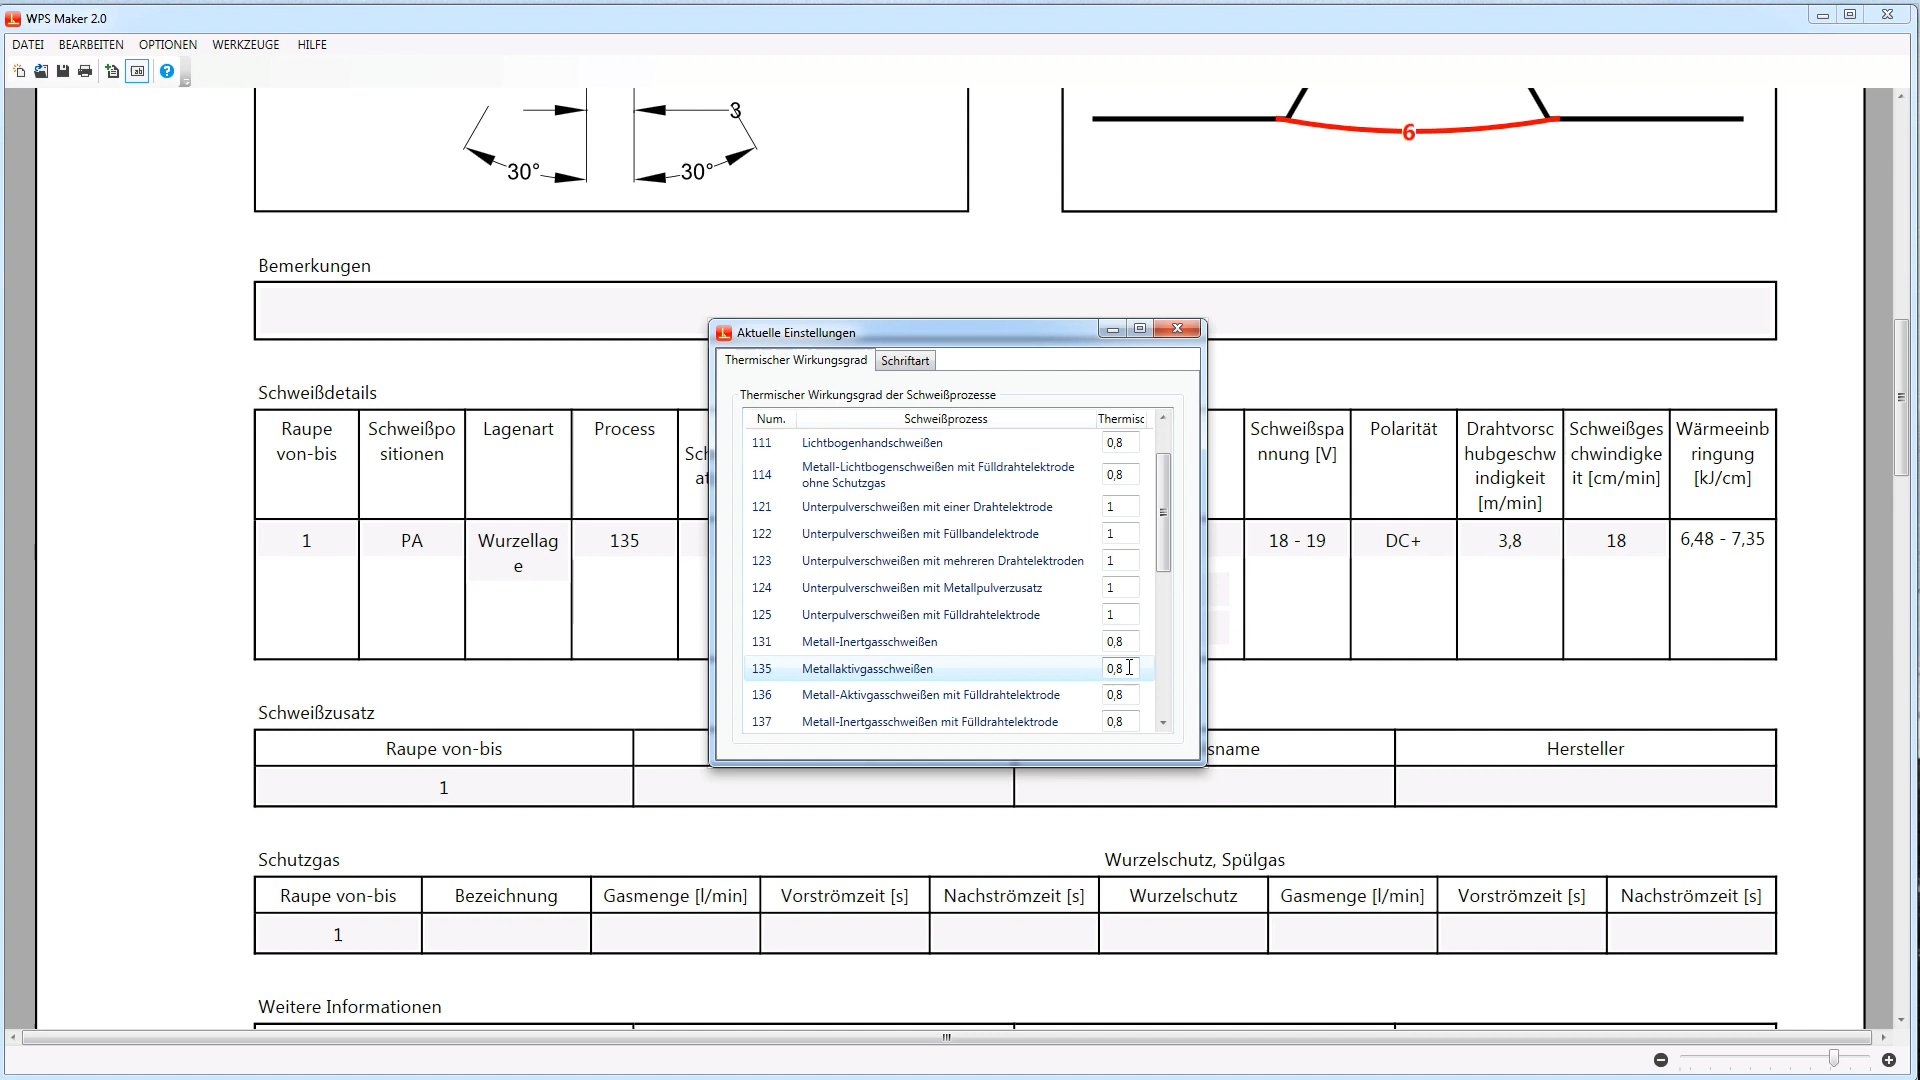 WPS Maker 2.0
DATEI BEARBEITEN OPTIONEN WERKZEUGE HILFE
3
30° 30°
6
Bemerkungen
Aktuelle Einstellungen
Thermischer Wirkungsgrad Schriftart
Thermischer Wirkungsgrad der Schweißprozesse
Num. Schweißprozess Thermisc
111 Lichtbogenhandschweißen 0,8
114 Metall-Lichtbogenschweißen mit Fülldrahtelektrode
ohne Schutzgas 0,8
121 Unterpulverschweißen mit einer Drahtelektrode 1
122 Unterpulverschweißen mit Füllbandelektrode 1
123 Unterpulverschweißen mit mehreren Drahtelektroden 1
124 Unterpulverschweißen mit Metallpulverzusatz 1
125 Unterpulverschweißen mit Fülldrahtelektrode 1
131 Metall-Inertgasschweißen 0,8
135 Metallaktivgasschweißen 0,8
136 Metall-Aktivgasschweißen mit Fülldrahtelektrode 0,8
137 Metall-Inertgasschweißen mit Fülldrahtelektrode 0,8
Schweißdetails
Raupe
von-bis
Schweißpo
sitionen
Lagenart
Process
Schweißspa
nnung [V]
Polarität
Drahtvorsc
hubgeschw
indigkeit
[m/min]
Schweißges
chwindigke
it [cm/min]
Wärmeeinb
ringung
[kJ/cm]
1
PA
Wurzellag
e
135
18 - 19
DC+
3,8
18
6,48 - 7,35
Schweißzusatz
Raupe von-bis sname Hersteller
1
Schutzgas Wurzelschutz, Spülgas
Raupe von-bis Bezeichnung Gasmenge [l/min] Vorströmzeit [s] Nachströmzeit [s] Wurzelschutz Gasmenge [l/min] Vorströmzeit [s] Nachströmzeit [s]
1
Weitere Informationen